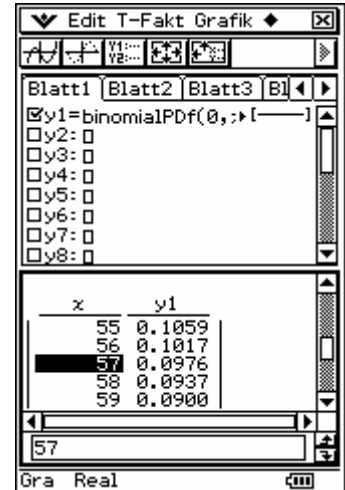 Edit T-Fakt Grafik
Blatt1 Blatt2 Blatt3 Bl
y1=binomialPDf(0,
y2:
y3:
y4:
y5:
y6:
y7:
y8:
x y1
55 0.1059
56 0.1017
57 0.0976
58 0.0937
59 0.0900
57
Gra Real